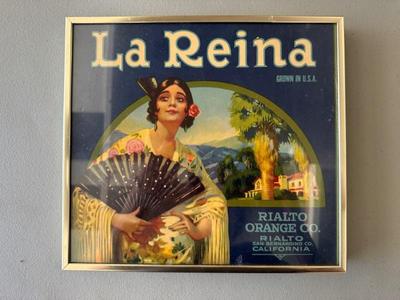 La Reina
GROWN IN U.S.A.
RIALTO
ORANGE CO.
RIALTO
SAN BERNARDINO CO.
CALIFORNIA